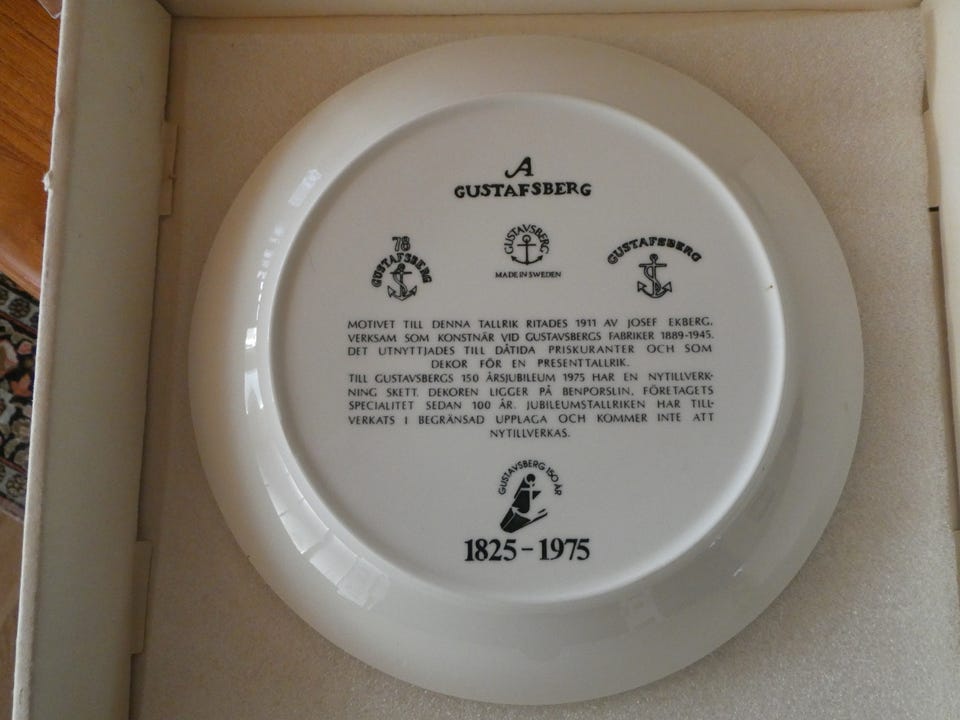 A
GUSTAFSBERG
78
GUSTAFSBERG
GUSTAVSBERG
MADE IN SWEDEN
GUSTAFSBERG
MOTIVET TILL DENNA TALLRIK RITADES 1911 AV JOSEF EKBERG,
VERKSAM SOM KONSTNÄR VID GUSTAVSBERGS FABRIKER 1889-1945.
DET UTNYTTJADES TILL DÅTIDA PRISKURANTER OCH SOM
DEKOR FÖR EN PRESENTTALLRIK.
TILL GUSTAVSBERGS 150 ÅRSJUBILEUM 1975 HAR EN NYTILLVERK-
NING SKETT. DEKOREN LIGGER PÅ BENPORSLIN, FÖRETAGETS
SPECIALITET SEDAN 100 ÅR. JUBILEUMSTALLRIKEN HAR TILL-
VERKATS I BEGRÄNSAD UPPLAGA OCH KOMMER INTE ATT
NYTILLVERKAS.
GUSTAVSBERG 150 ÅR
1825-1975